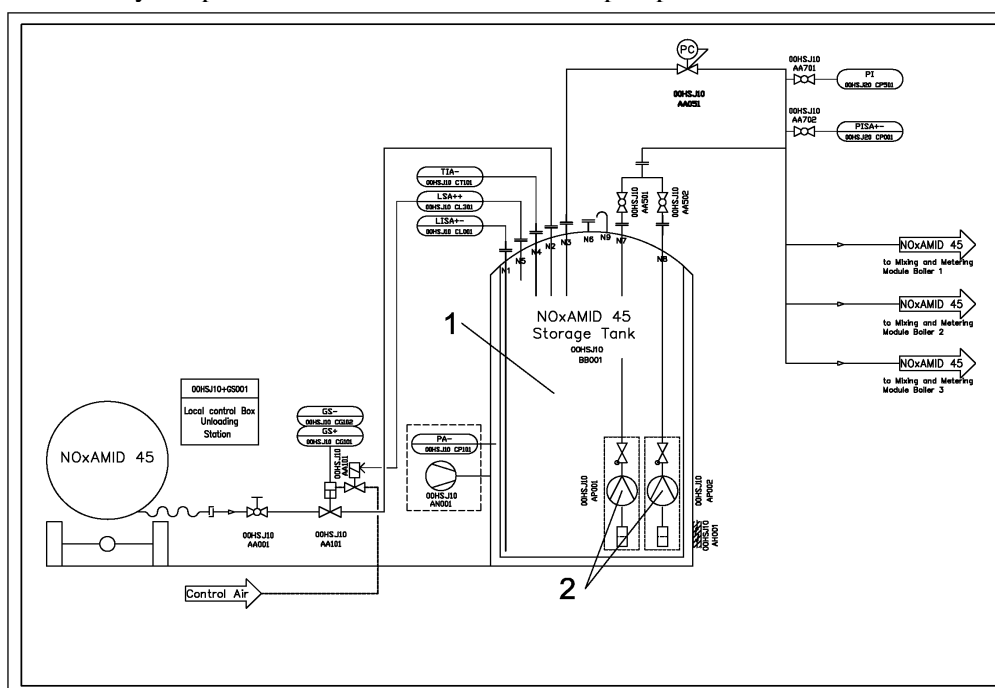 PC
00HSJ10
AA051
00HSJ10
AA701
PI
00HSJ20 CP501
00HSJ10
AA702
PISA+-
00HSJ20 CP001
TIA-
00HSJ10 CT101
LSA++
00HSJ10 CL301
LISA+-
00HSJ10 CL001
00HSJ10
AA501
00HSJ10
AA502
N1
N5
N4
N2
N3
N6
N9
N7
N8
NOxAMID 45
to Mixing and Metering
Module Boiler 1
NOxAMID 45
to Mixing and Metering
Module Boiler 2
NOxAMID 45
to Mixing and Metering
Module Boiler 3
1
NOxAMID 45
Storage Tank
00HSJ10
BB001
00HSJ10+GS001
Local control Box
Unloading
Station
GS-
00HSJ10 CG102
GS+
00HSJ10 CG101
00HSJ10
AA101
PA-
00HSJ10 CP101
00HSJ10
AN001
NOxAMID 45
00HSJ10
AA001
00HSJ10
AA101
00HSJ10
AP001
00HSJ10
AP002
00HSJ10
AH001
2
Control Air